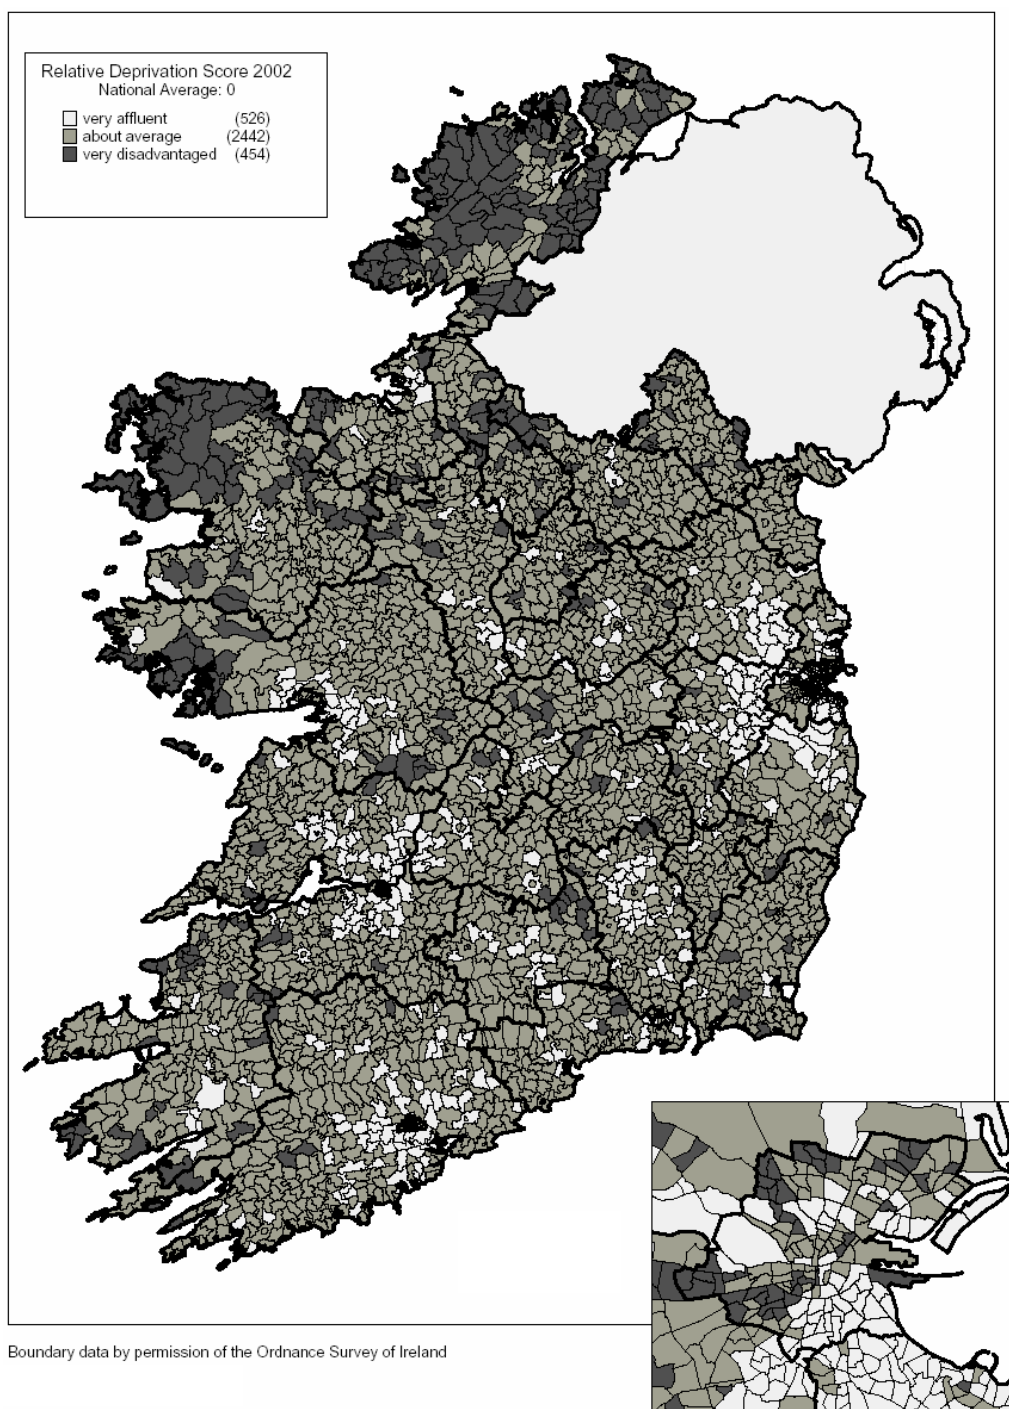 Relative Deprivation Score 2002
National Average: 0
very affluent (526)
about average (2442)
very disadvantaged (454)
Boundary data by permission of the Ordnance Survey of Ireland